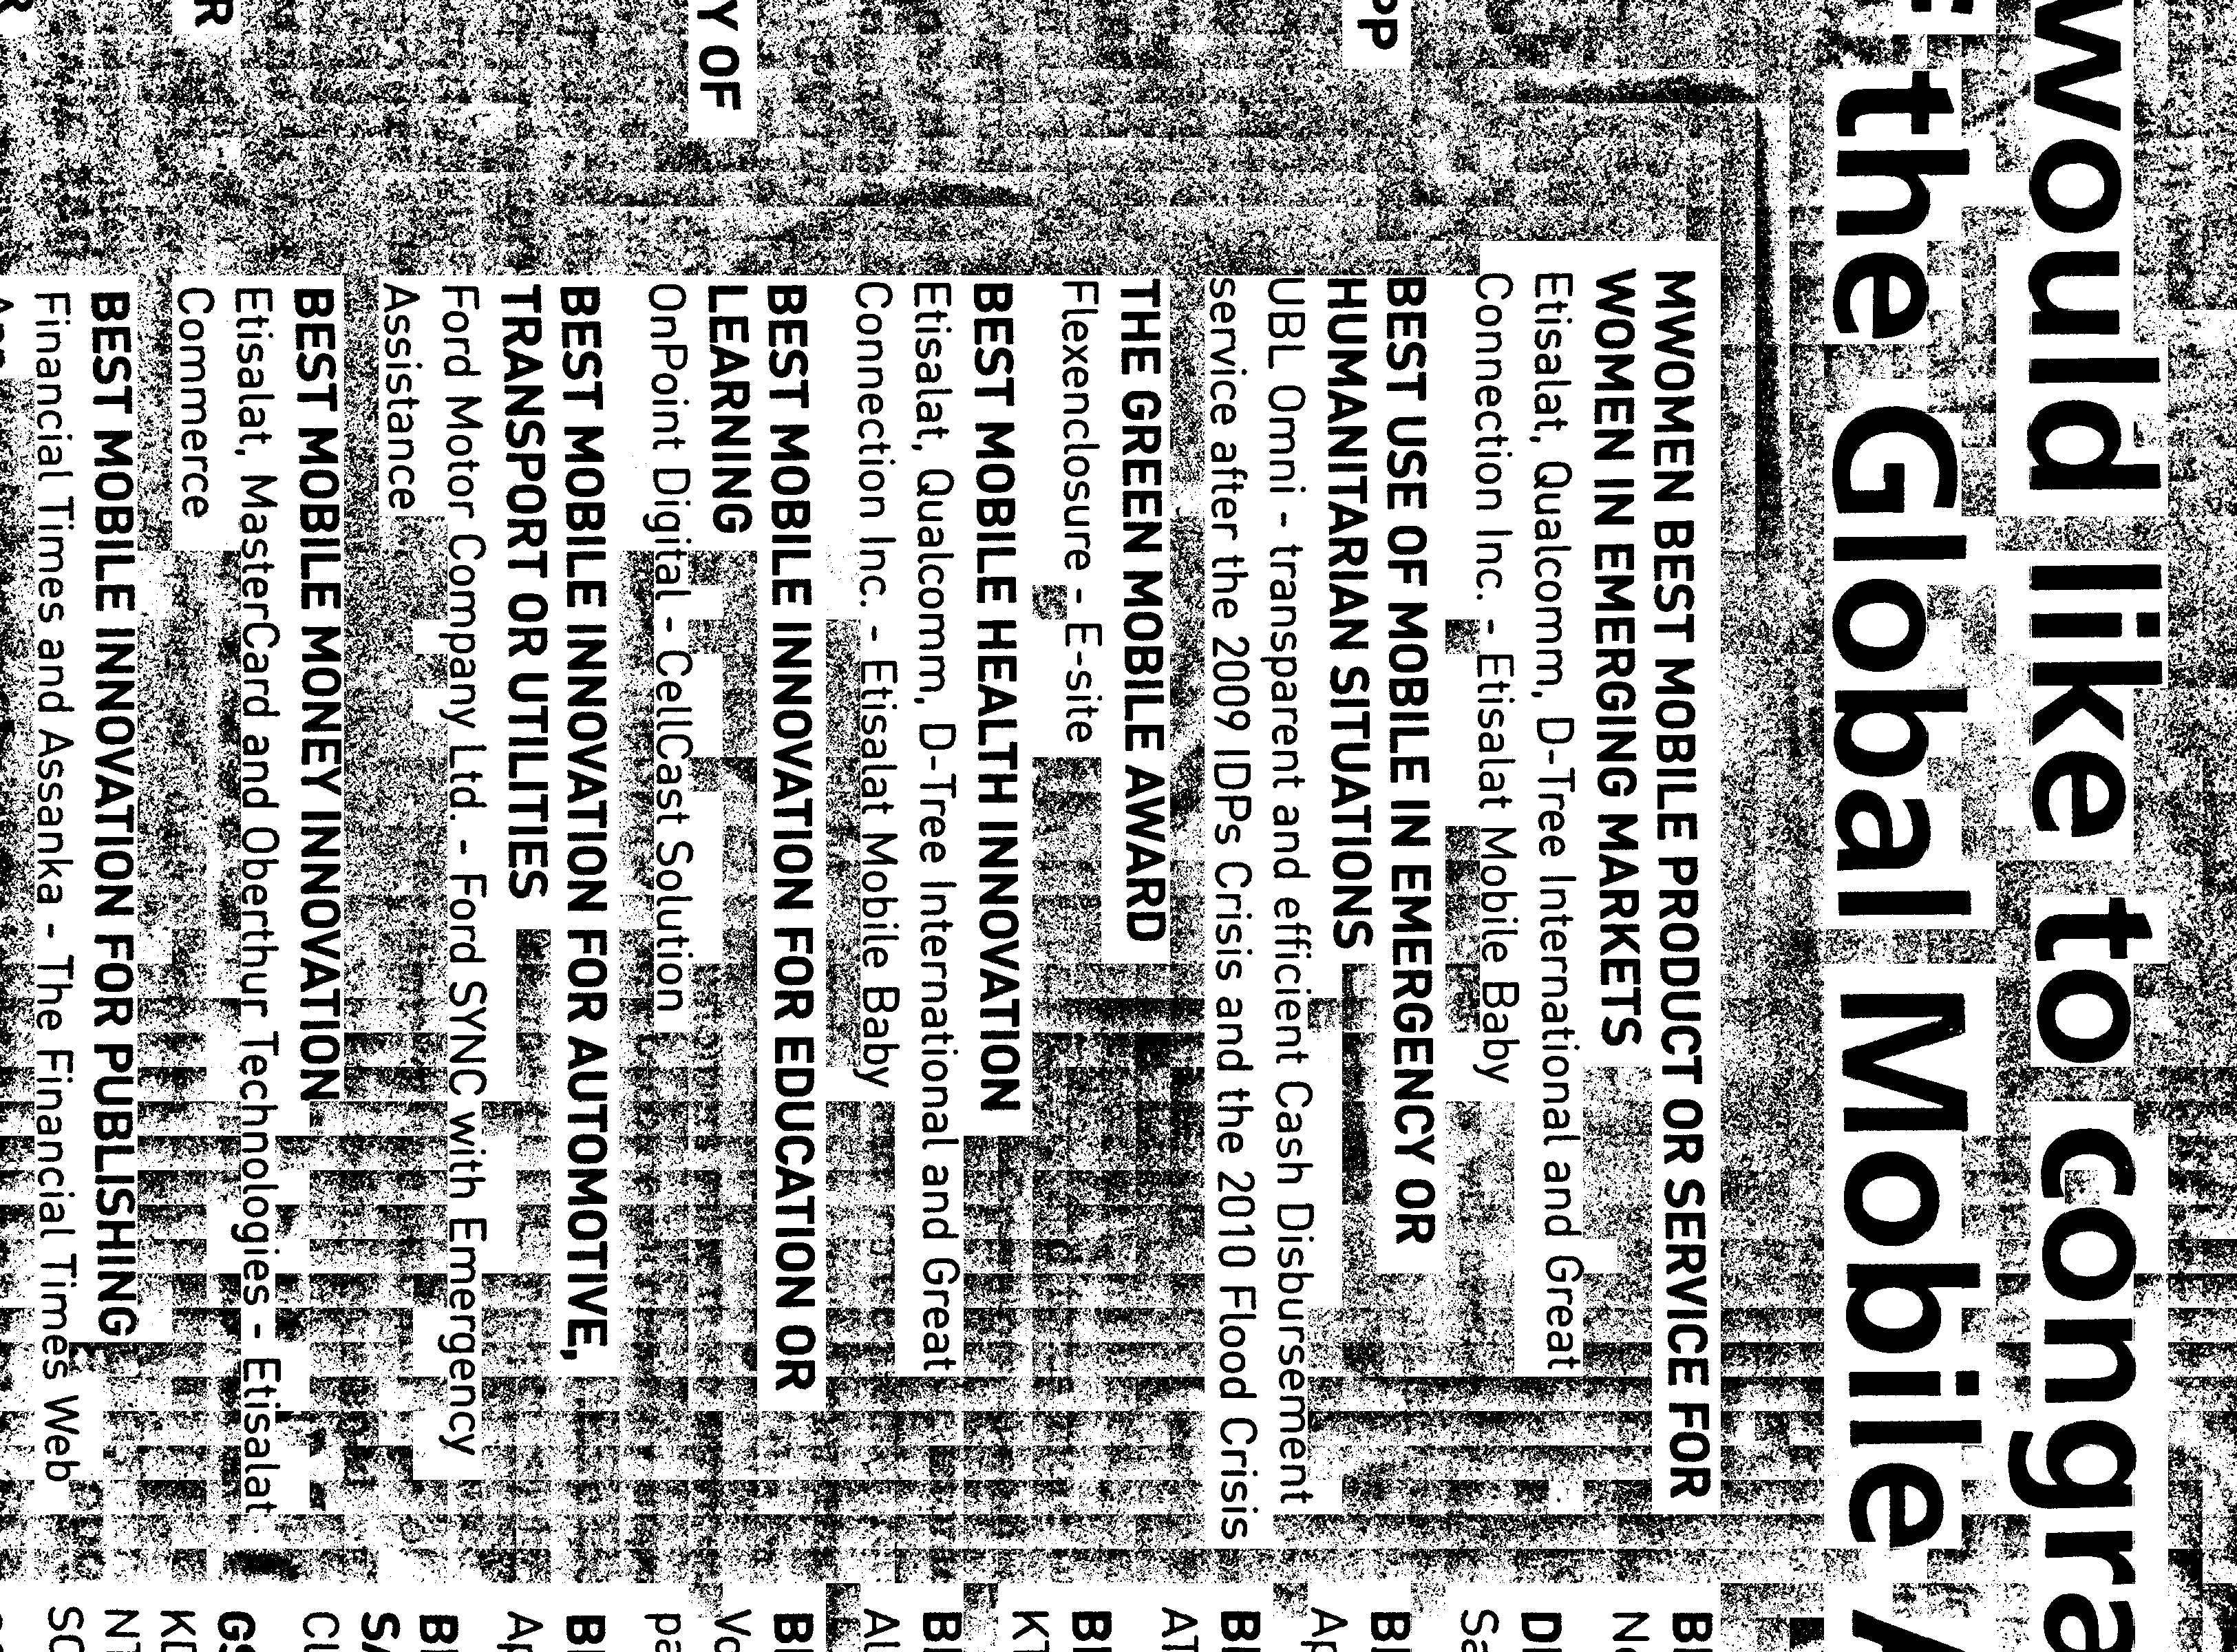 would like to congra
the Global Mobile A
PP
Y OF
R
MWOMEN BEST MOBILE PRODUCT OR SERVICE FOR
WOMEN IN EMERGING MARKETS
Etisalat, Qualcomm, D-Tree International and Great
Connection Inc. - Etisalat Mobile Baby
BEST USE OF MOBILE IN EMERGENCY OR
HUMANITARIAN SITUATIONS
UBL Omni - transparent and efficient Cash Disbursement
service after the 2009 IDPs Crisis and the 2010 Flood Crisis
THE GREEN MOBILE AWARD
Flexenclosure - E-site
BEST MOBILE HEALTH INNOVATION
Etisalat, Qualcomm, D-Tree International and Great
Connection Inc. - Etisalat Mobile Baby
BEST MOBILE INNOVATION FOR EDUCATION OR
LEARNING
OnPoint Digital - CellCast Solution
BEST MOBILE INNOVATION FOR AUTOMOTIVE,
TRANSPORT OR UTILITIES
Ford Motor Company Ltd. - Ford SYNC with Emergency
Assistance
BEST MOBILE MONEY INNOVATION
Etisalat, MasterCard and Oberthur Technologies - Etisalat
Commerce
BEST MOBILE INNOVATION FOR PUBLISHING
Financial Times and Assanka - The Financial Times Web